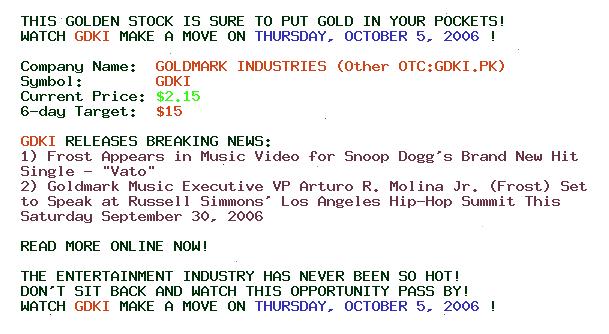 THIS GOLDEN STOCK IS SURE TO PUT GOLD IN YOUR POCKETS!
WATCH GDKI MAKE A MOVE ON THURSDAY, OCTOBER 5, 2006 !
Company Name: GOLDMARK INDUSTRIES (Other OTC:GDKI.PK)
Symbol: GDKI
Current Price: $2.15
6-day Target: $15
GDKI RELEASES BREAKING NEWS:
1) Frost Appears in Music Video for Snoop Dogg's Brand New Hit
Single - "Vato"
2) Goldmark Music Executive VP Arturo R. Molina Jr. (Frost) Set
to Speak at Russell Simmons' Los Angeles Hip-Hop Summit This
Saturday September 30, 2006
READ MORE ONLINE NOW!
THE ENTERTAINMENT INDUSTRY HAS NEVER BEEN SO HOT!
DON'T SIT BACK AND WATCH THIS OPPORTUNITY PASS BY!
WATCH GDKI MAKE A MOVE ON THURSDAY, OCTOBER 5, 2006 !